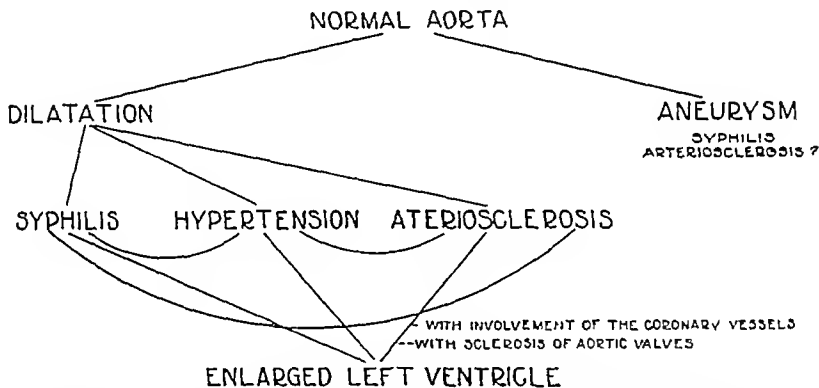 NORMAL AORTA
DILATATION
ANEURYSM
SYPHILIS
ARTERIOSCLEROSIS ?
SYPHILIS
HYPERTENSION
ATERIOSCLEROSIS
- WITH INVOLVEMENT OF THE CORONARY VESSELS
--WITH SCLEROSIS OF AORTIC VALVES
ENLARGED LEFT VENTRICLE